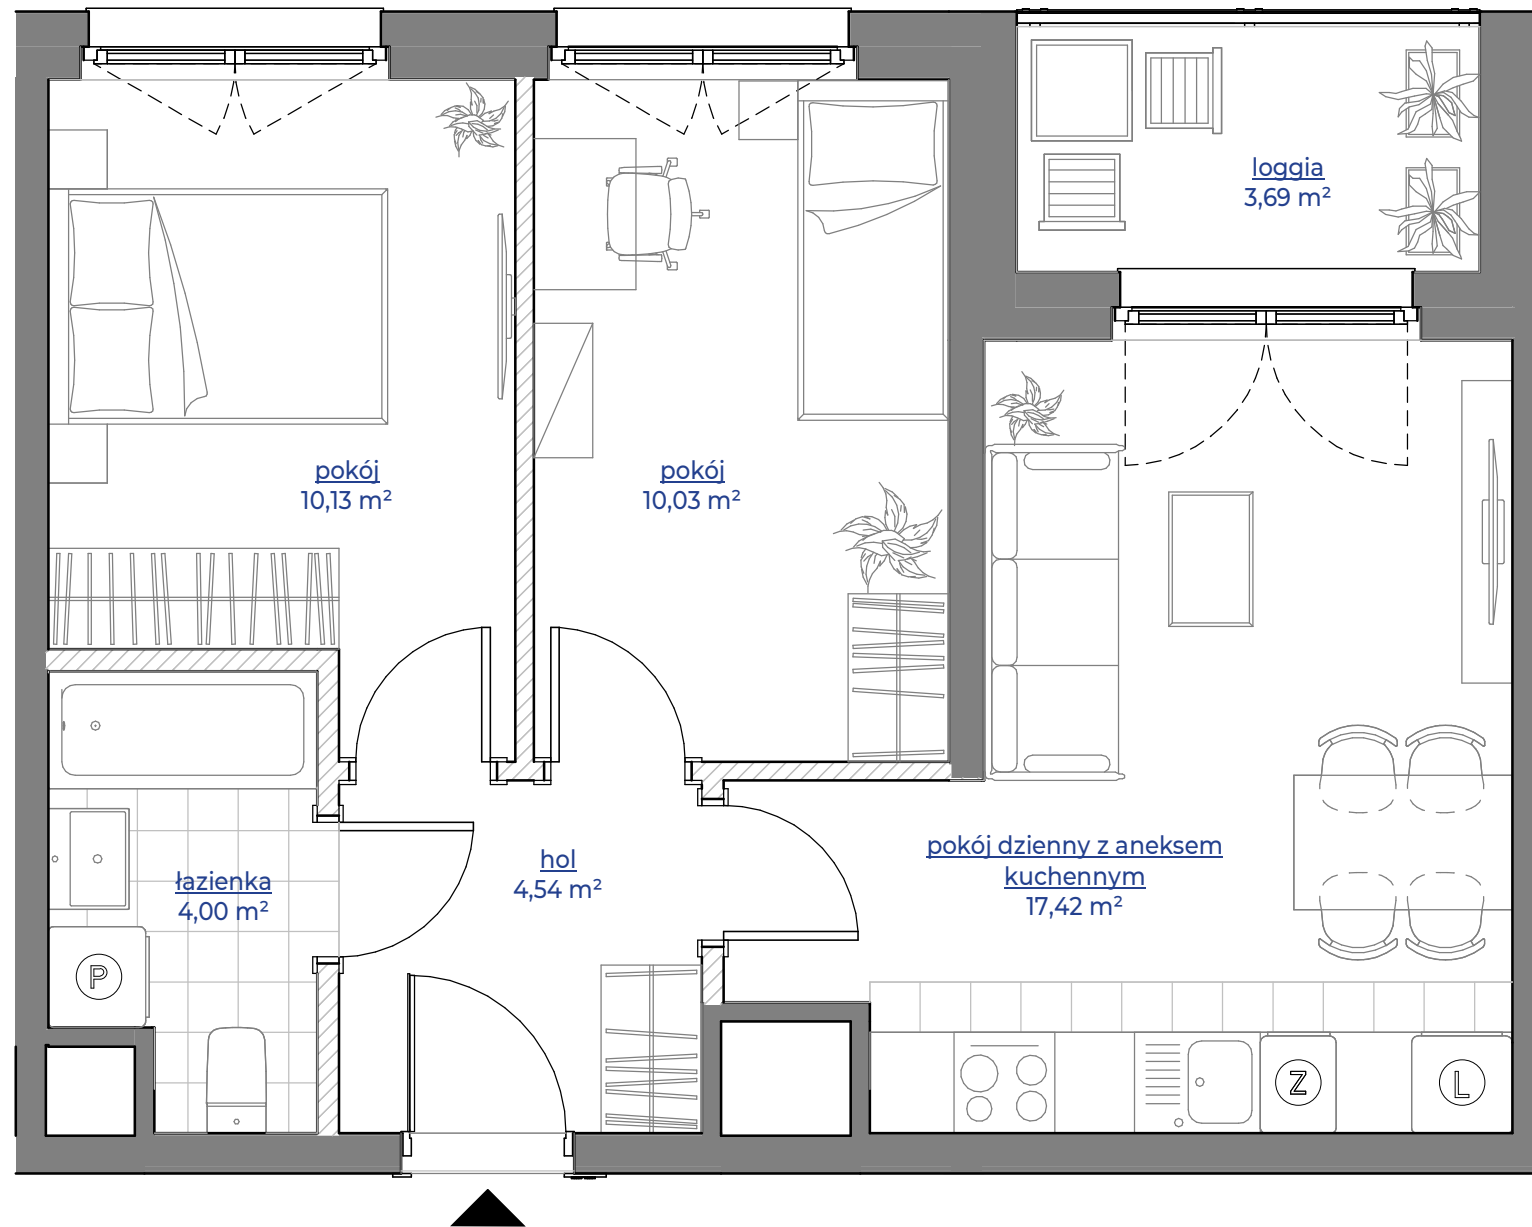 loggia
3,69 m²
pokój
10,13 m²
pokój
10,03 m²
pokój dzienny z aneksem
kuchennym
17,42 m²
hol
4,54 m²
łazienka
4,00 m²
P
Z
L